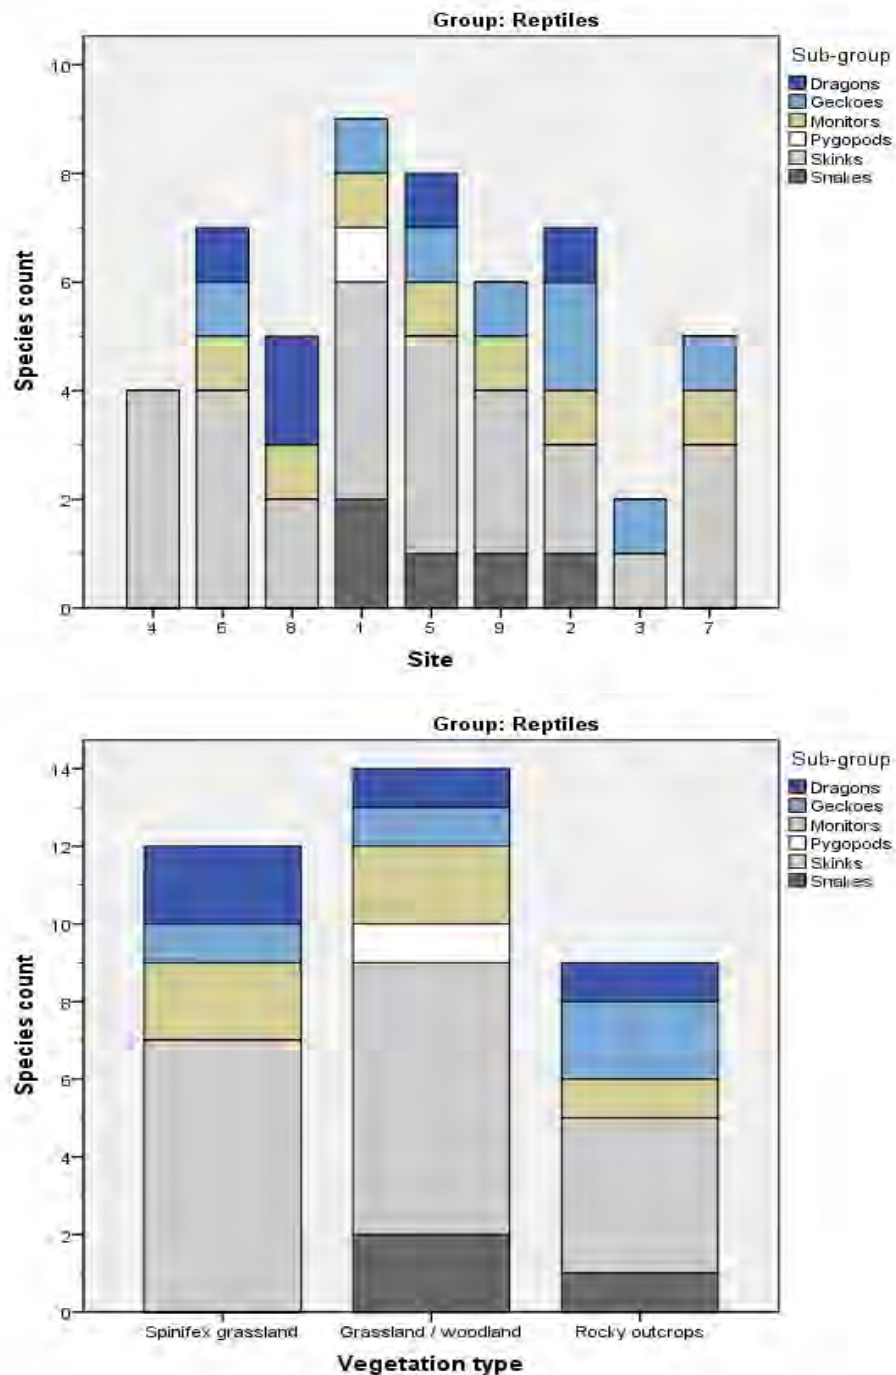 Group: Reptiles
Sub-group
Dragons
Geckoes
Monitors
Pygopods
Skinks
Snakes
Species count
10
8
6
4
2
0
4 6 8 1 5 9 2 3 7
Site
Group: Reptiles
Sub-group
Dragons
Geckoes
Monitors
Pygopods
Skinks
Snakes
Species count
14
12
10
8
6
4
2
0
Spinifex grassland Grassland / woodland Rocky outcrops
Vegetation type